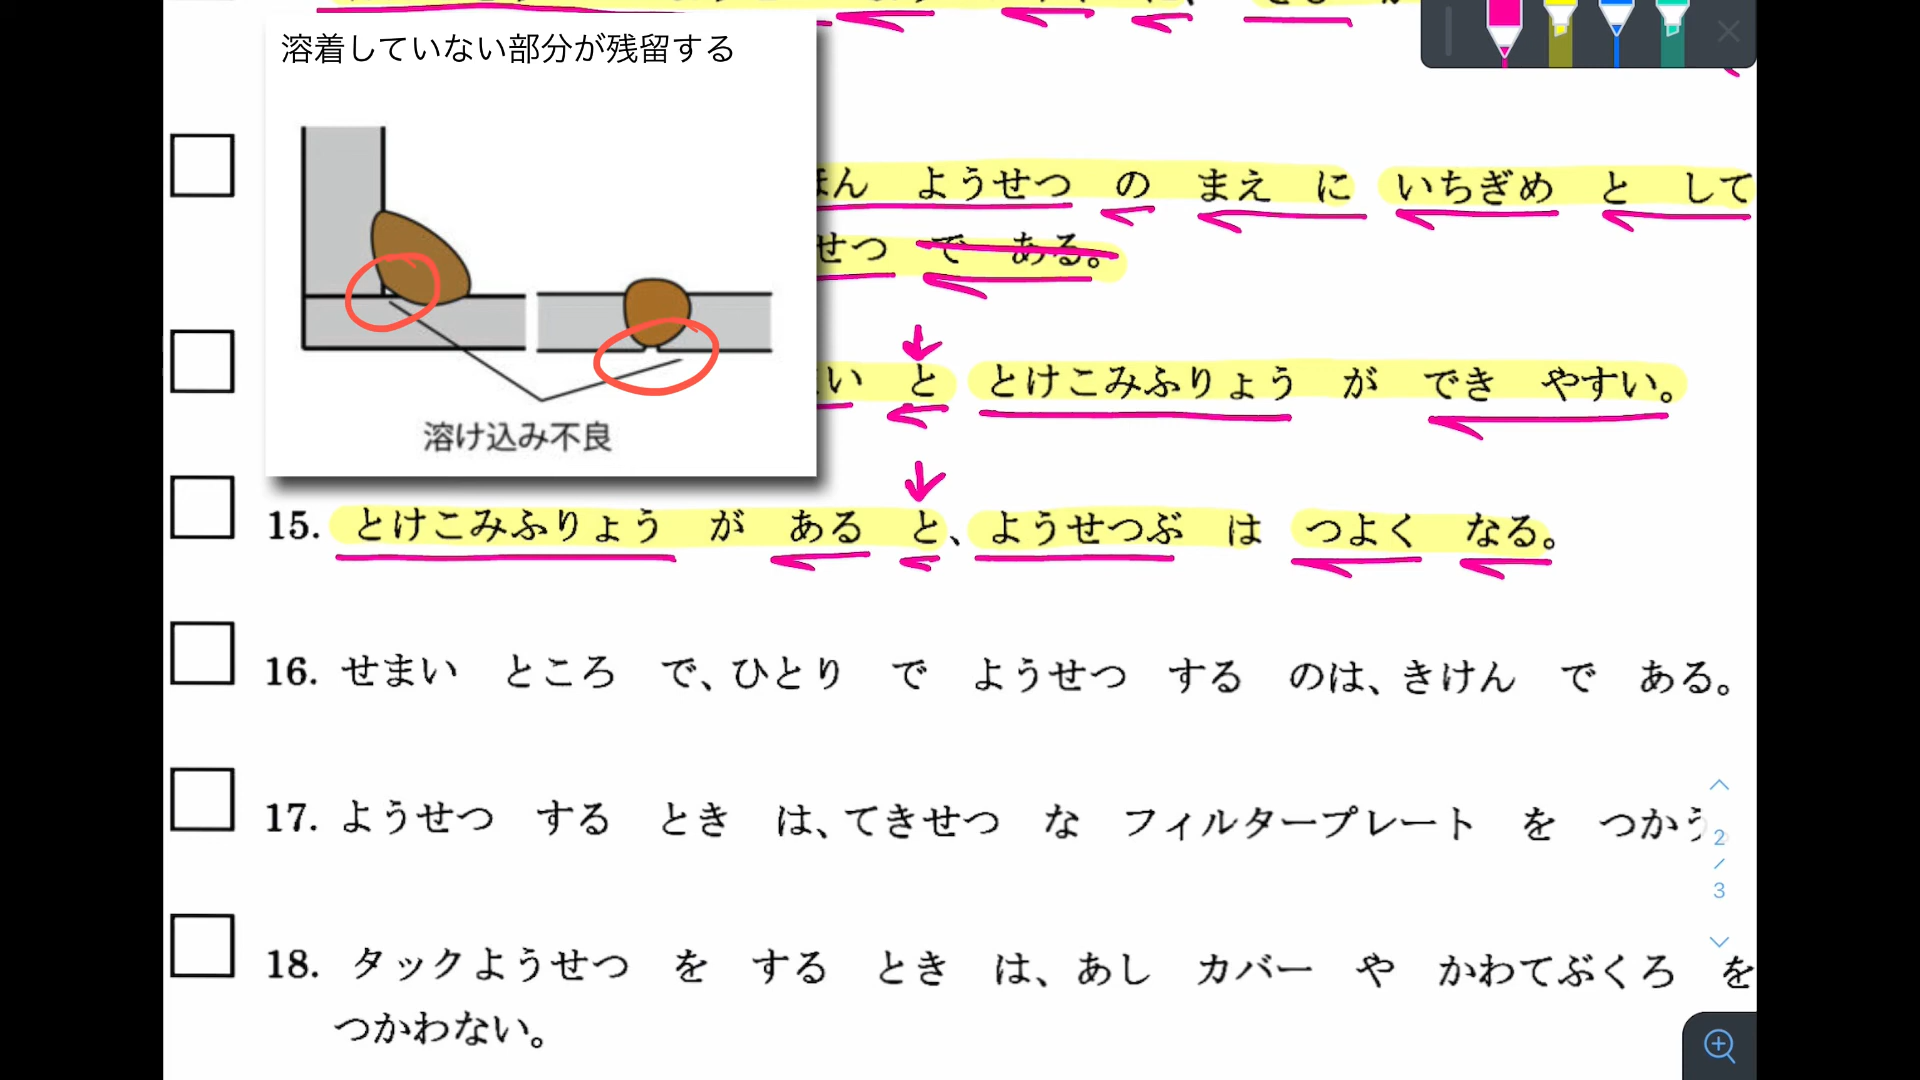 溶着していない部分が残留する
溶け込み不良
ほん ようせつ の まえ に いちぎめ と して
せつ で ある。
い と とけこみふりょう が でき やすい。
15. とけこみふりょう が ある と、ようせつぶ は つよく なる。
16. せまい ところ で、ひとり で ようせつ する のは、きけん で ある。
17. ようせつ する とき は、てきせつ な フィルタープレート を つかう
18. タックようせつ を する とき は、あし カバー や かわてぶくろ を
つかわない。
2
/
3